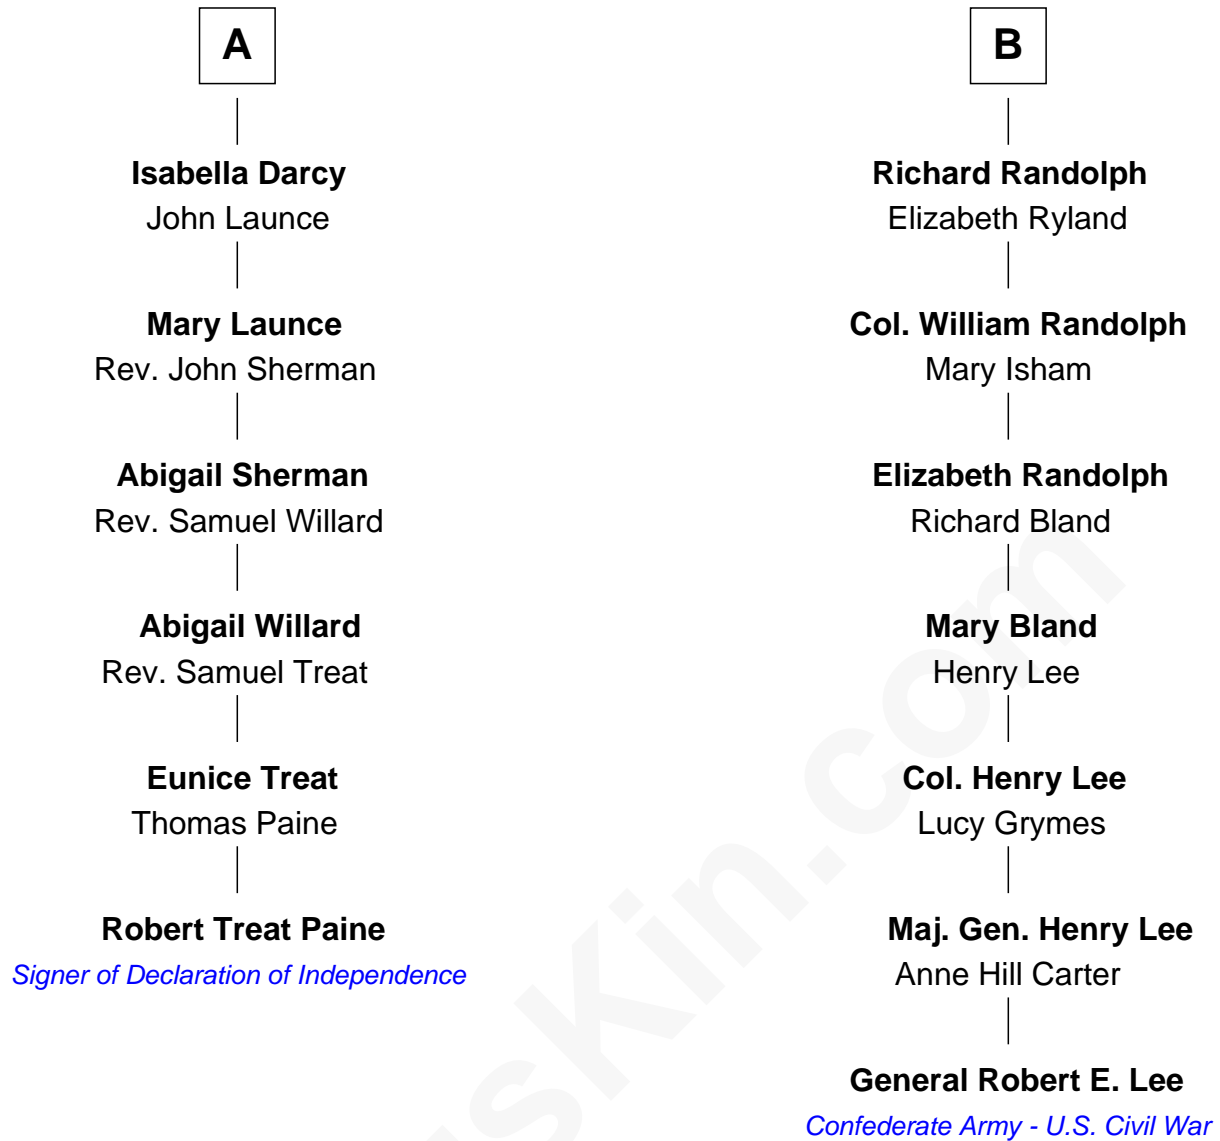 A
Isabella Darcy
John Launce
Mary Launce
Rev. John Sherman
Abigail Sherman
Rev. Samuel Willard
Abigail Willard
Rev. Samuel Treat
Eunice Treat
Thomas Paine
Robert Treat Paine
Signer of Declaration of Independence
B
Richard Randolph
Elizabeth Ryland
Col. William Randolph
Mary Isham
Elizabeth Randolph
Richard Bland
Mary Bland
Henry Lee
Col. Henry Lee
Lucy Grymes
Maj. Gen. Henry Lee
Anne Hill Carter
General Robert E. Lee
Confederate Army - U.S. Civil War